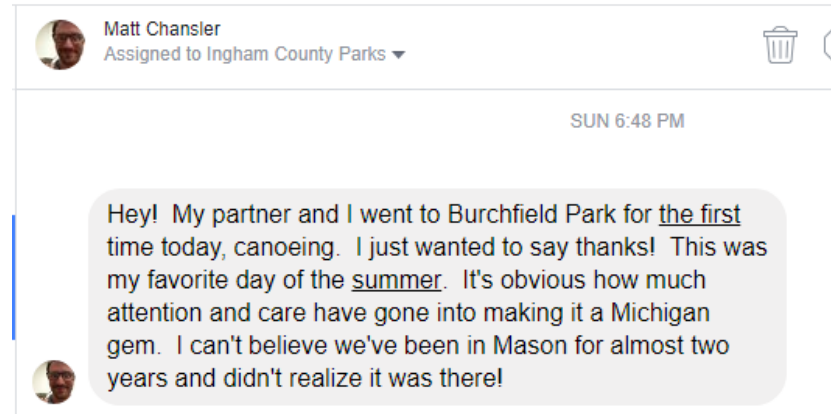 Matt Chansler
Assigned to Ingham County Parks
SUN 6:48 PM
Hey!  My partner and I went to Burchfield Park for the first
time today, canoeing.  I just wanted to say thanks!  This was
my favorite day of the summer.  It's obvious how much
attention and care have gone into making it a Michigan
gem.  I can't believe we've been in Mason for almost two
years and didn't realize it was there!